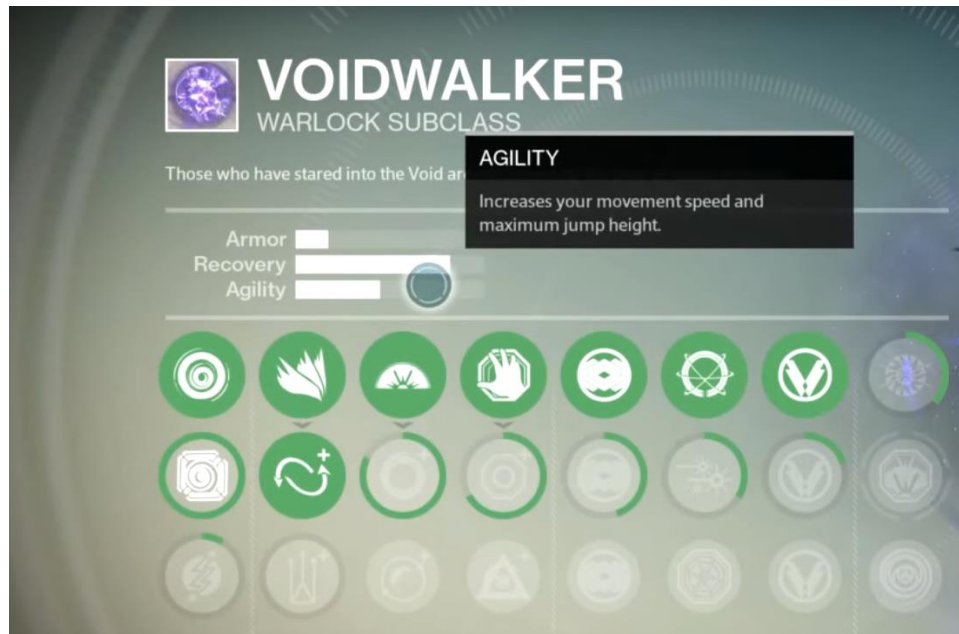 VOIDWALKER
WARLOCK SUBCLASS
AGILITY
Those who have stared into the Void are
Increases your movement speed and
maximum jump height.
Armor
Recovery
Agility